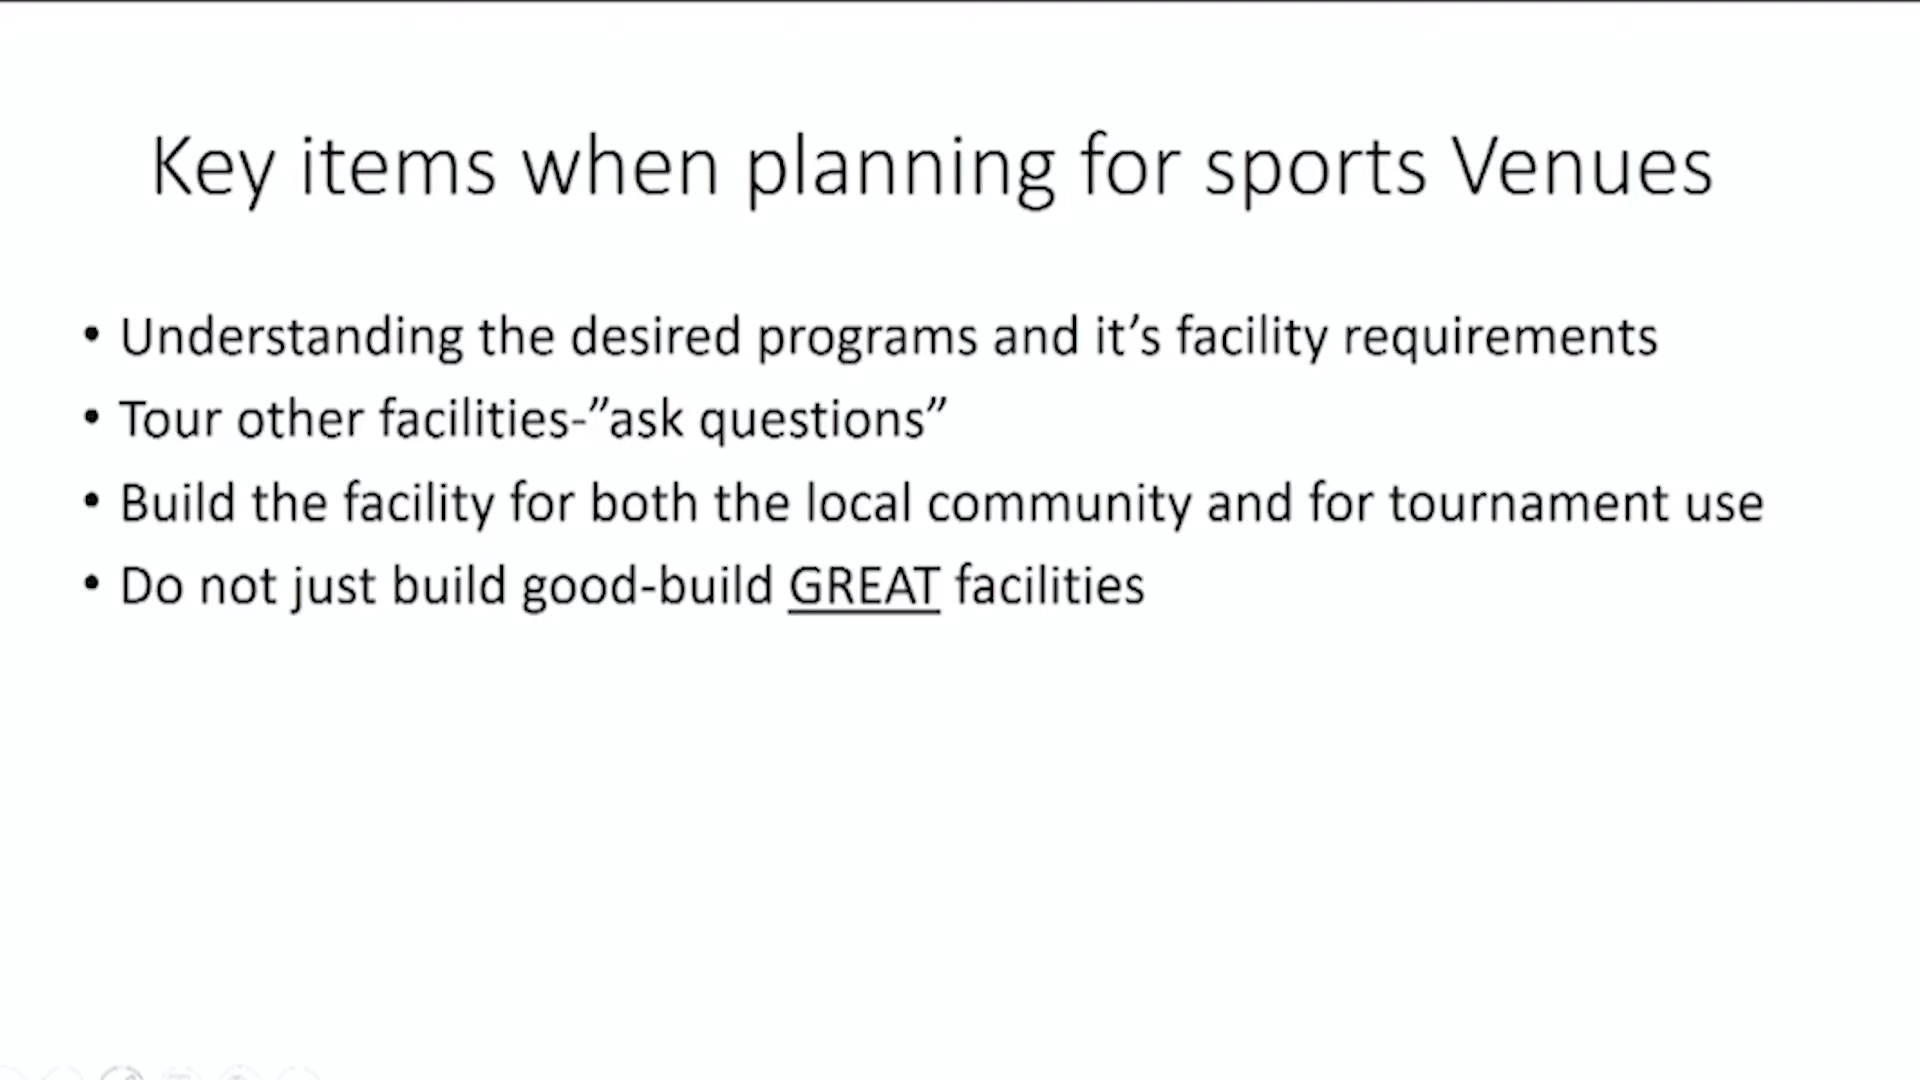 Key items when planning for sports Venues
• Understanding the desired programs and it’s facility requirements
• Tour other facilities-”ask questions”
• Build the facility for both the local community and for tournament use
• Do not just build good-build GREAT facilities